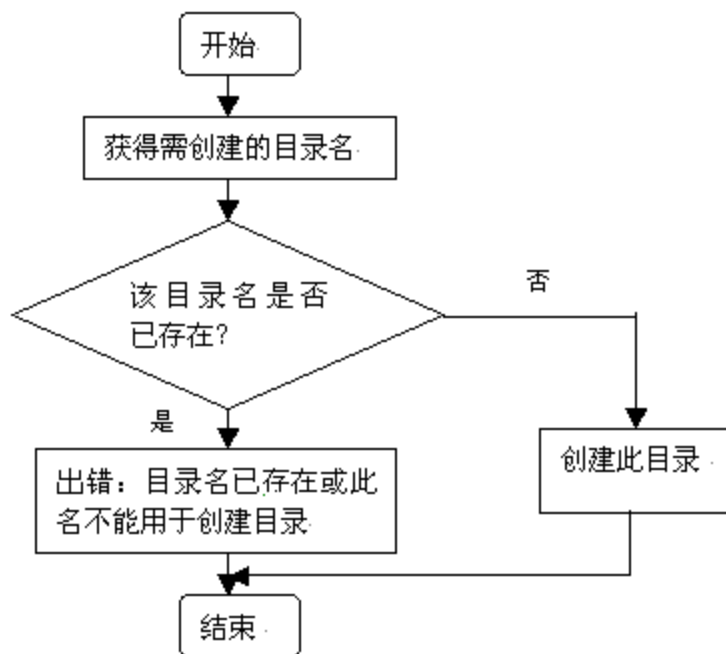 开始
获得需创建的目录名
该目录名是否
已存在?
否
是
出错：目录名已存在或此
名不能用于创建目录
创建此目录
结束